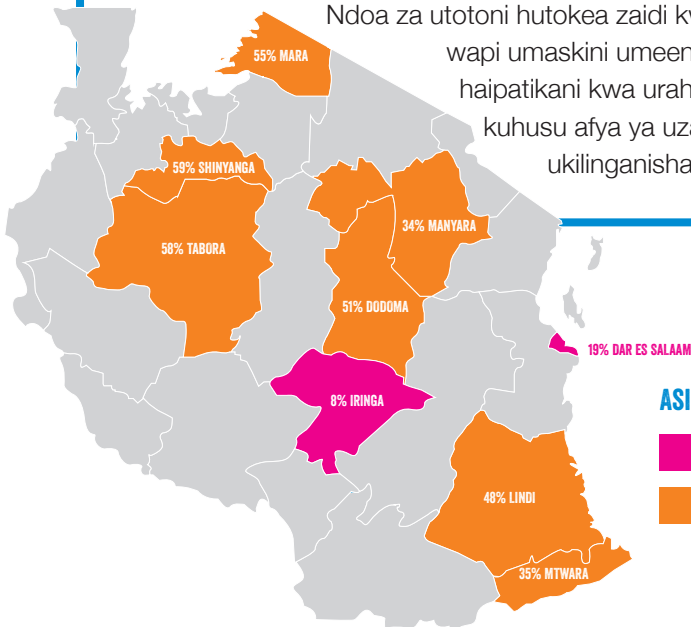 Ndoa za utotoni hutokea zaidi
wapi umaskini
haipatikani kwa
kuhusu afya ya
ukilinganisha
55% MARA
59% SHINYANGA
34% MANYARA
58% TABORA
51% DODOMA
19% DAR ES SALAAM
8% IRINGA
48% LINDI
35% MTWARA